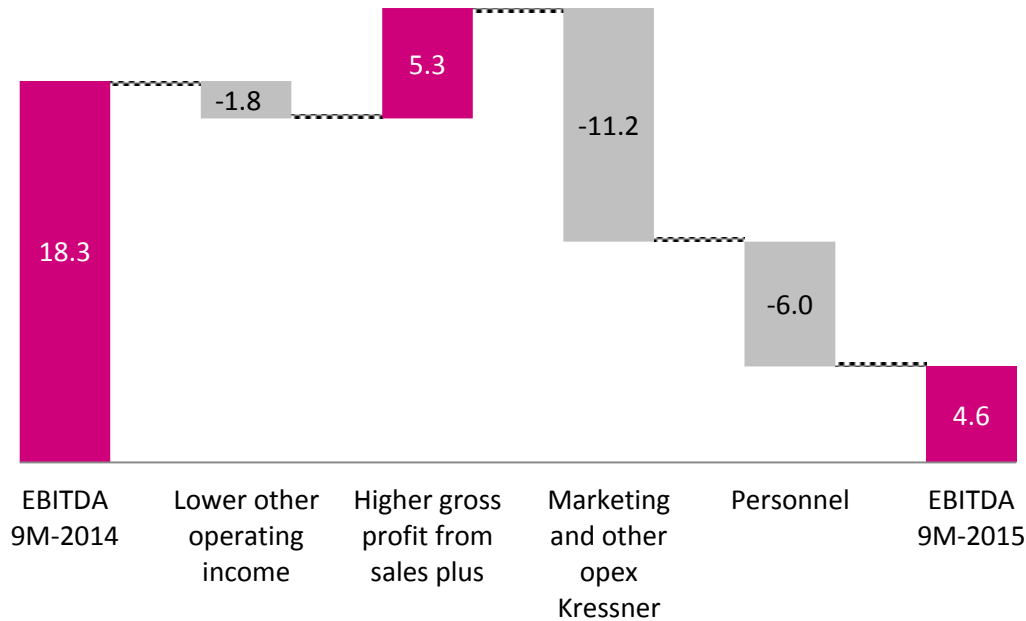 5.3
-1.8
-11.2
18.3
-6.0
4.6
EBITDA
9M-2014
Lower other
operating
income
Higher gross
profit from
sales plus
Marketing
and other
opex
Kressner
Personnel
EBITDA
9M-2015